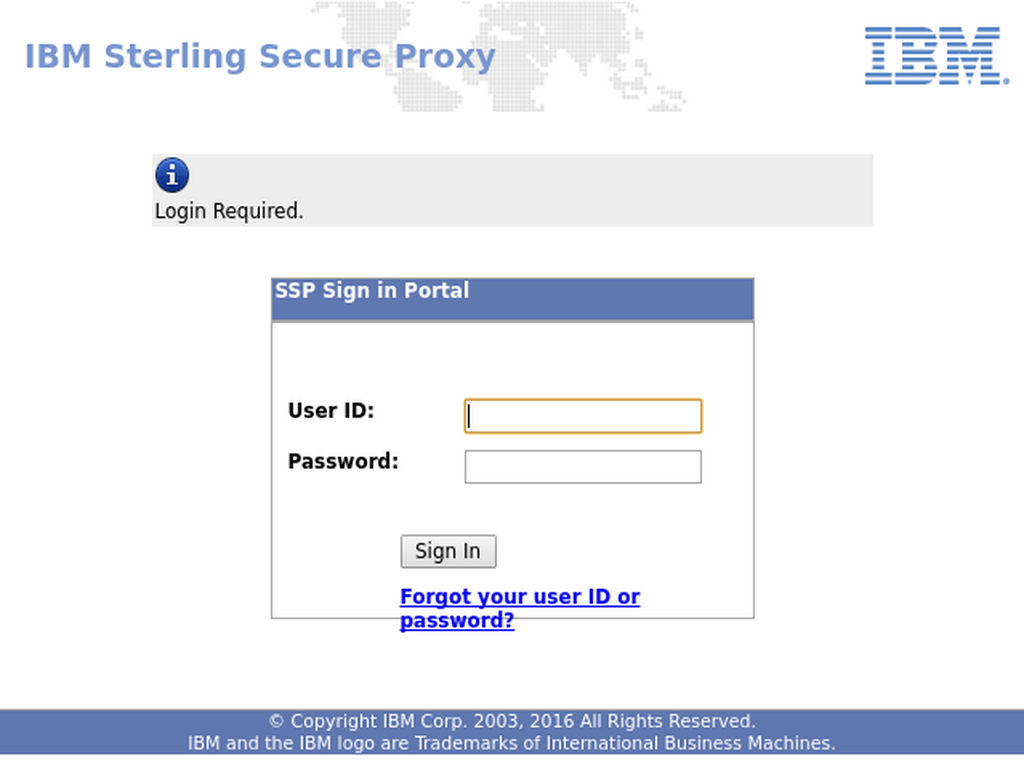 IBM Sterling Secure Proxy
IBM
Login Required.
SSP Sign in Portal
User ID:
Password:
Sign In
Forgot your user ID or
password?
© Copyright IBM Corp. 2003, 2016 All Rights Reserved.
IBM and the IBM logo are Trademarks of International Business Machines.